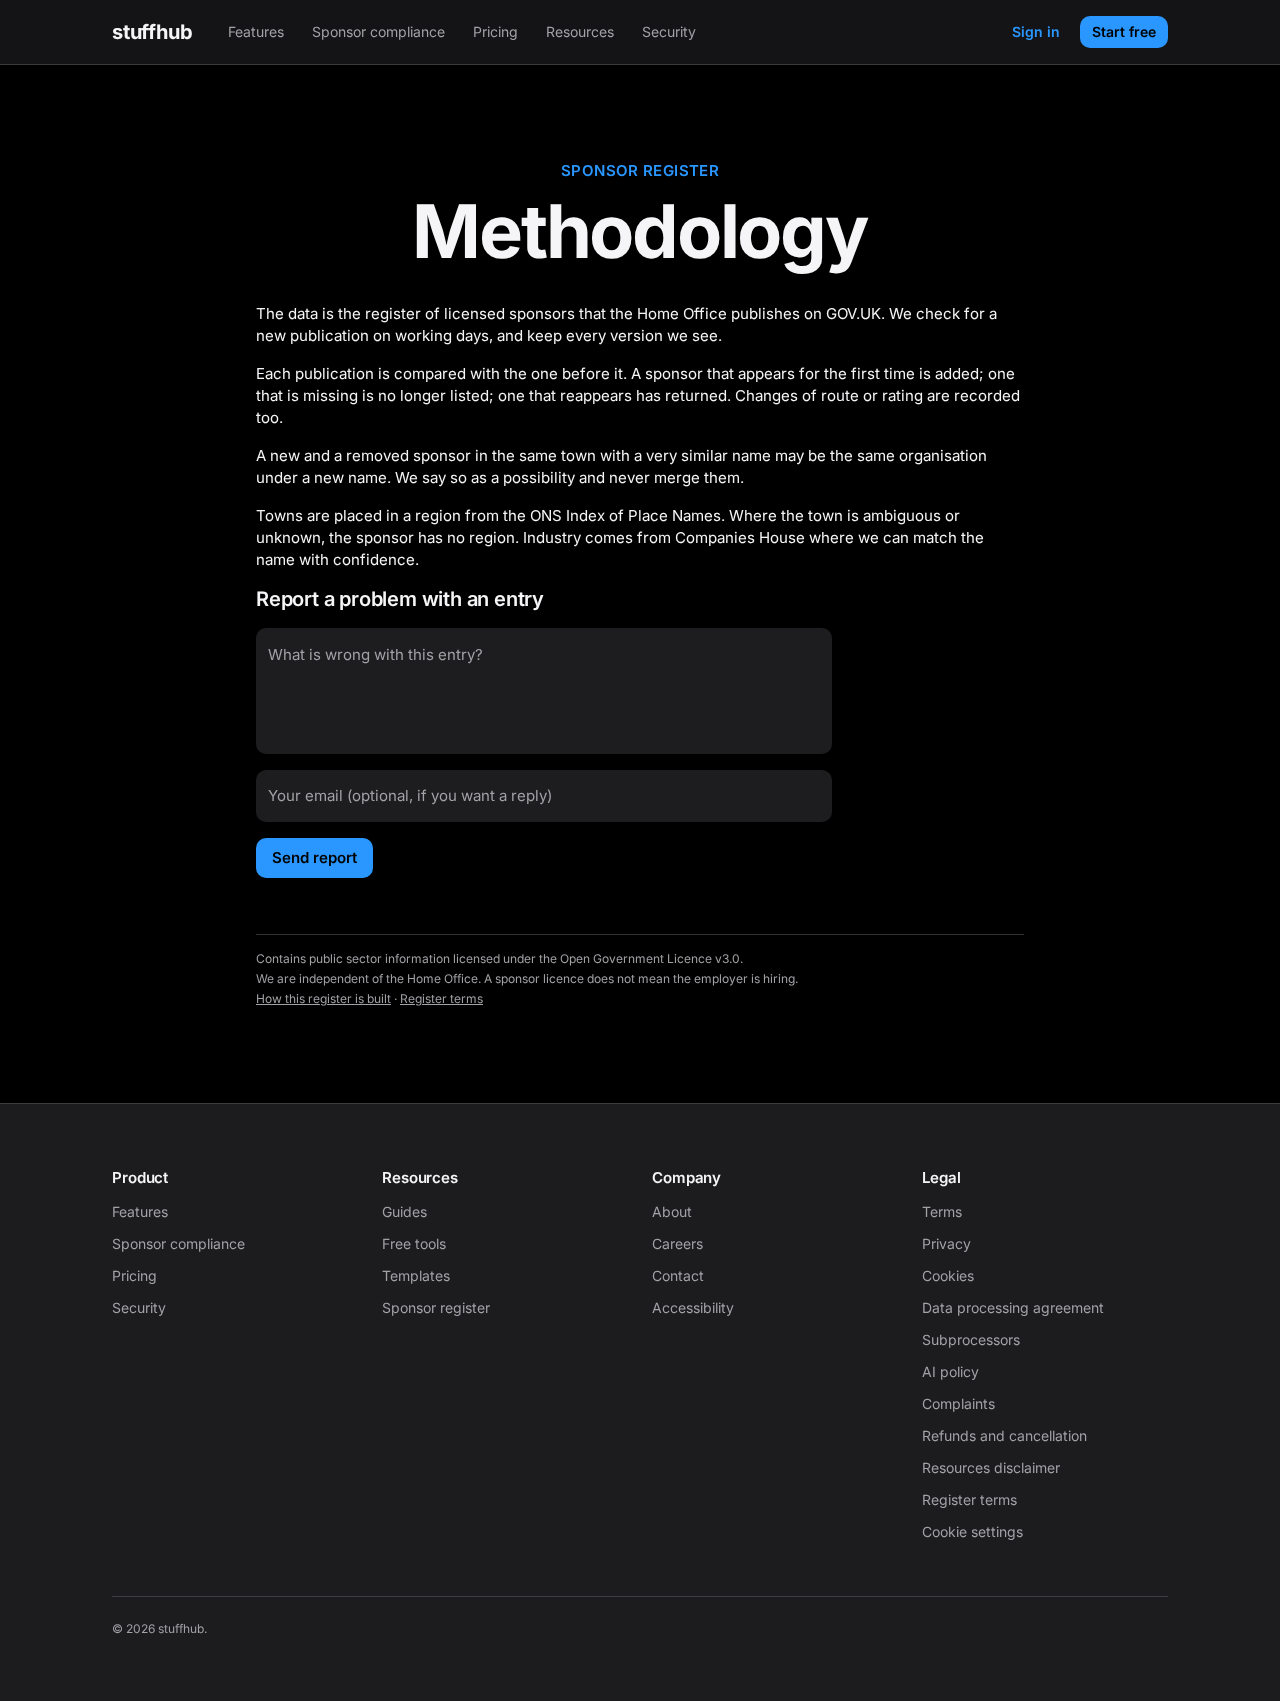 stuffhub
Features
Sponsor compliance
Pricing
Resources
Security
Sign in
Start free
SPONSOR REGISTER
Methodology
The data is the register of licensed sponsors that the Home Office publishes on GOV.UK. We check for a
new publication on working days, and keep every version we see.
Each publication is compared with the one before it. A sponsor that appears for the first time is added; one
that is missing is no longer listed; one that reappears has returned. Changes of route or rating are recorded
too.
A new and a removed sponsor in the same town with a very similar name may be the same organisation
under a new name. We say so as a possibility and never merge them.
Towns are placed in a region from the ONS Index of Place Names. Where the town is ambiguous or
unknown, the sponsor has no region. Industry comes from Companies House where we can match the
name with confidence.
Report a problem with an entry
What is wrong with this entry?
Your email (optional, if you want a reply)
Send report
Contains public sector information licensed under the Open Government Licence v3.0.
We are independent of the Home Office. A sponsor licence does not mean the employer is hiring.
How this register is built · Register terms
Product
Features
Sponsor compliance
Pricing
Security
Resources
Guides
Free tools
Templates
Sponsor register
Company
About
Careers
Contact
Accessibility
Legal
Terms
Privacy
Cookies
Data processing agreement
Subprocessors
AI policy
Complaints
Refunds and cancellation
Resources disclaimer
Register terms
Cookie settings
© 2026 stuffhub.